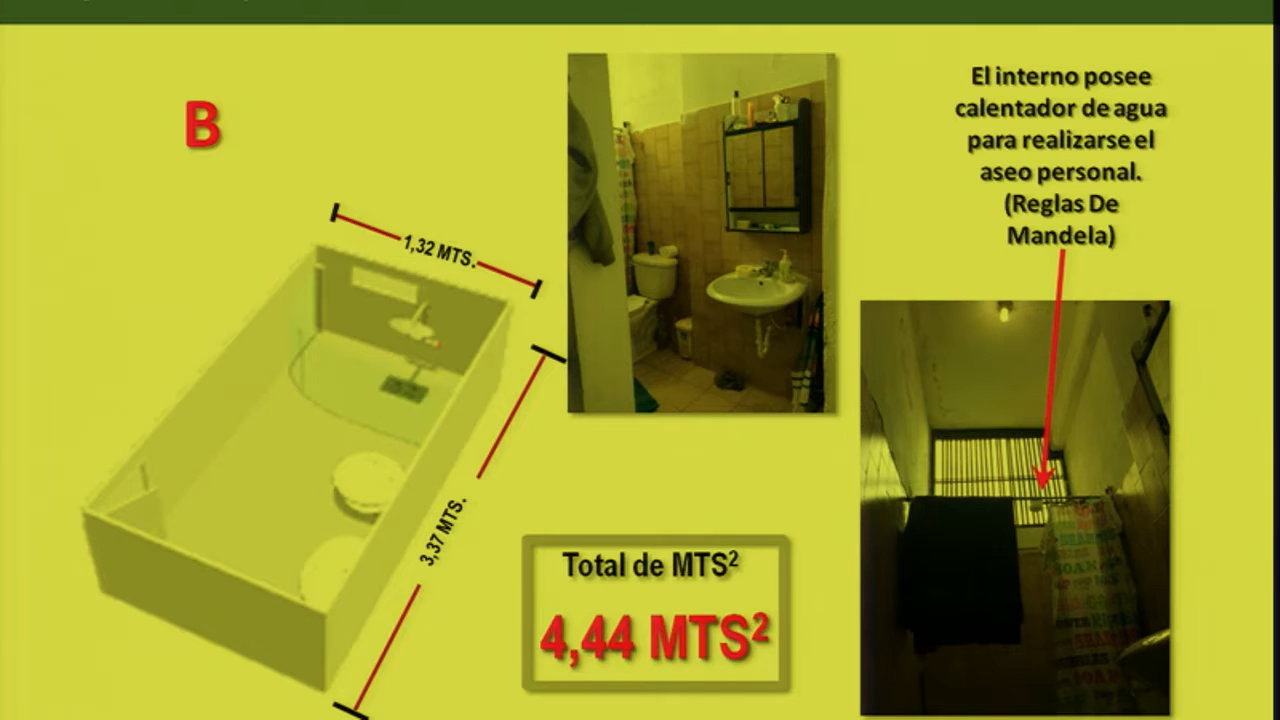 B
1,32 MTS.
3,37 MTS.
Total de MTS²
4,44 MTS²
El interno posee
calentador de agua
para realizarse el
aseo personal.
(Reglas De
Mandela)